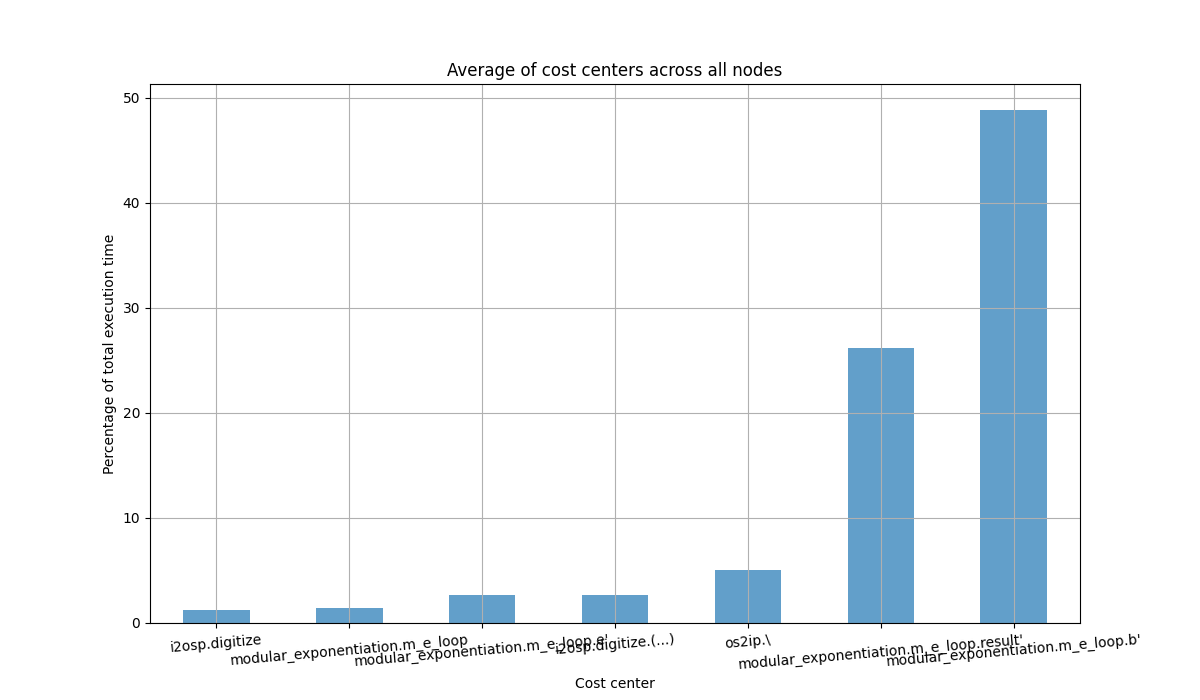 Average of cost centers across all nodes
Percentage of total execution time
50
40
30
20
10
0
i2osp.digitize
modular_exponentiation.m_e_loop
modular_exponentiation.m_e_loop.e'
i2osp.digitize.(...)
os2ip.\
modular_exponentiation.m_e_loop.result'
modular_exponentiation.m_e_loop.b'
Cost center